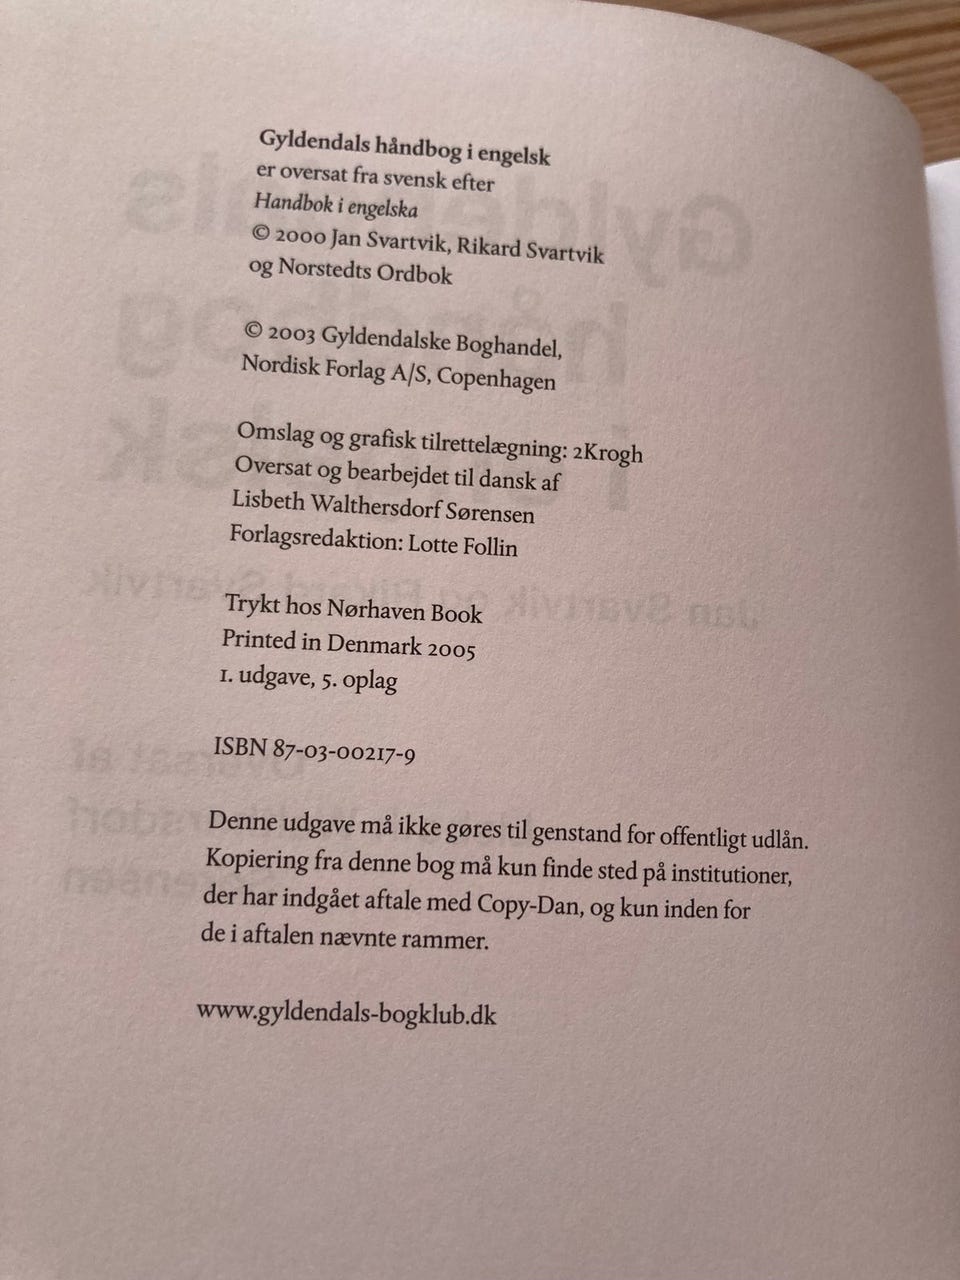 Gyldendals håndbog i engelsk
er oversat fra svensk efter
Handbok i engelska
© 2000 Jan Svartvik, Rikard Svartvik
og Norstedts Ordbok
© 2003 Gyldendalske Boghandel,
Nordisk Forlag A/S, Copenhagen
Omslag og grafisk tilrettelægning: 2Krogh
Oversat og bearbejdet til dansk af
Lisbeth Walthersdorf Sørensen
Forlagsredaktion: Lotte Follin
Trykt hos Nørhaven Book
Printed in Denmark 2005
1. udgave, 5. oplag
ISBN 87-03-00217-9
Denne udgave må ikke gøres til genstand for offentligt udlån.
Kopiering fra denne bog må kun finde sted på institutioner,
der har indgået aftale med Copy-Dan, og kun inden for
de i aftalen nævnte rammer.
www.gyldendals-bogklub.dk